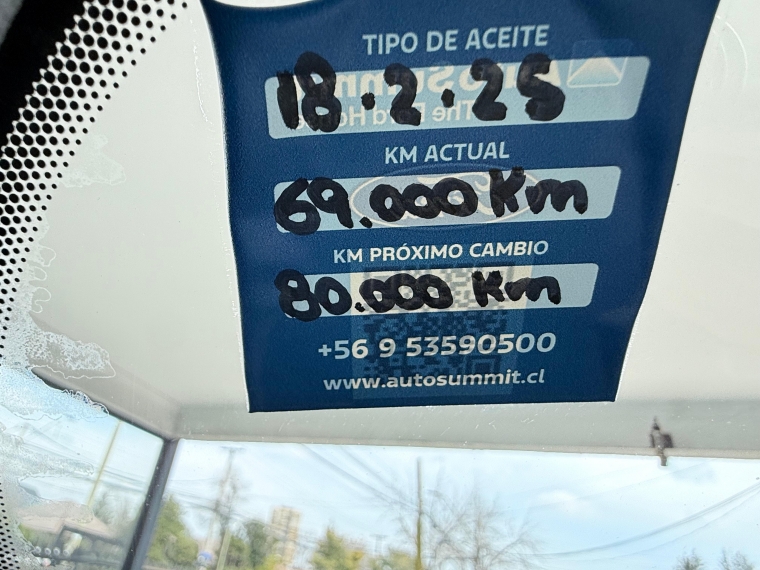 TIPO DE ACEITE
18.2.25
KM ACTUAL
69.000 Km
KM PRÓXIMO CAMBIO
80.000 Km
+56 9 53590500
www.autosummit.cl